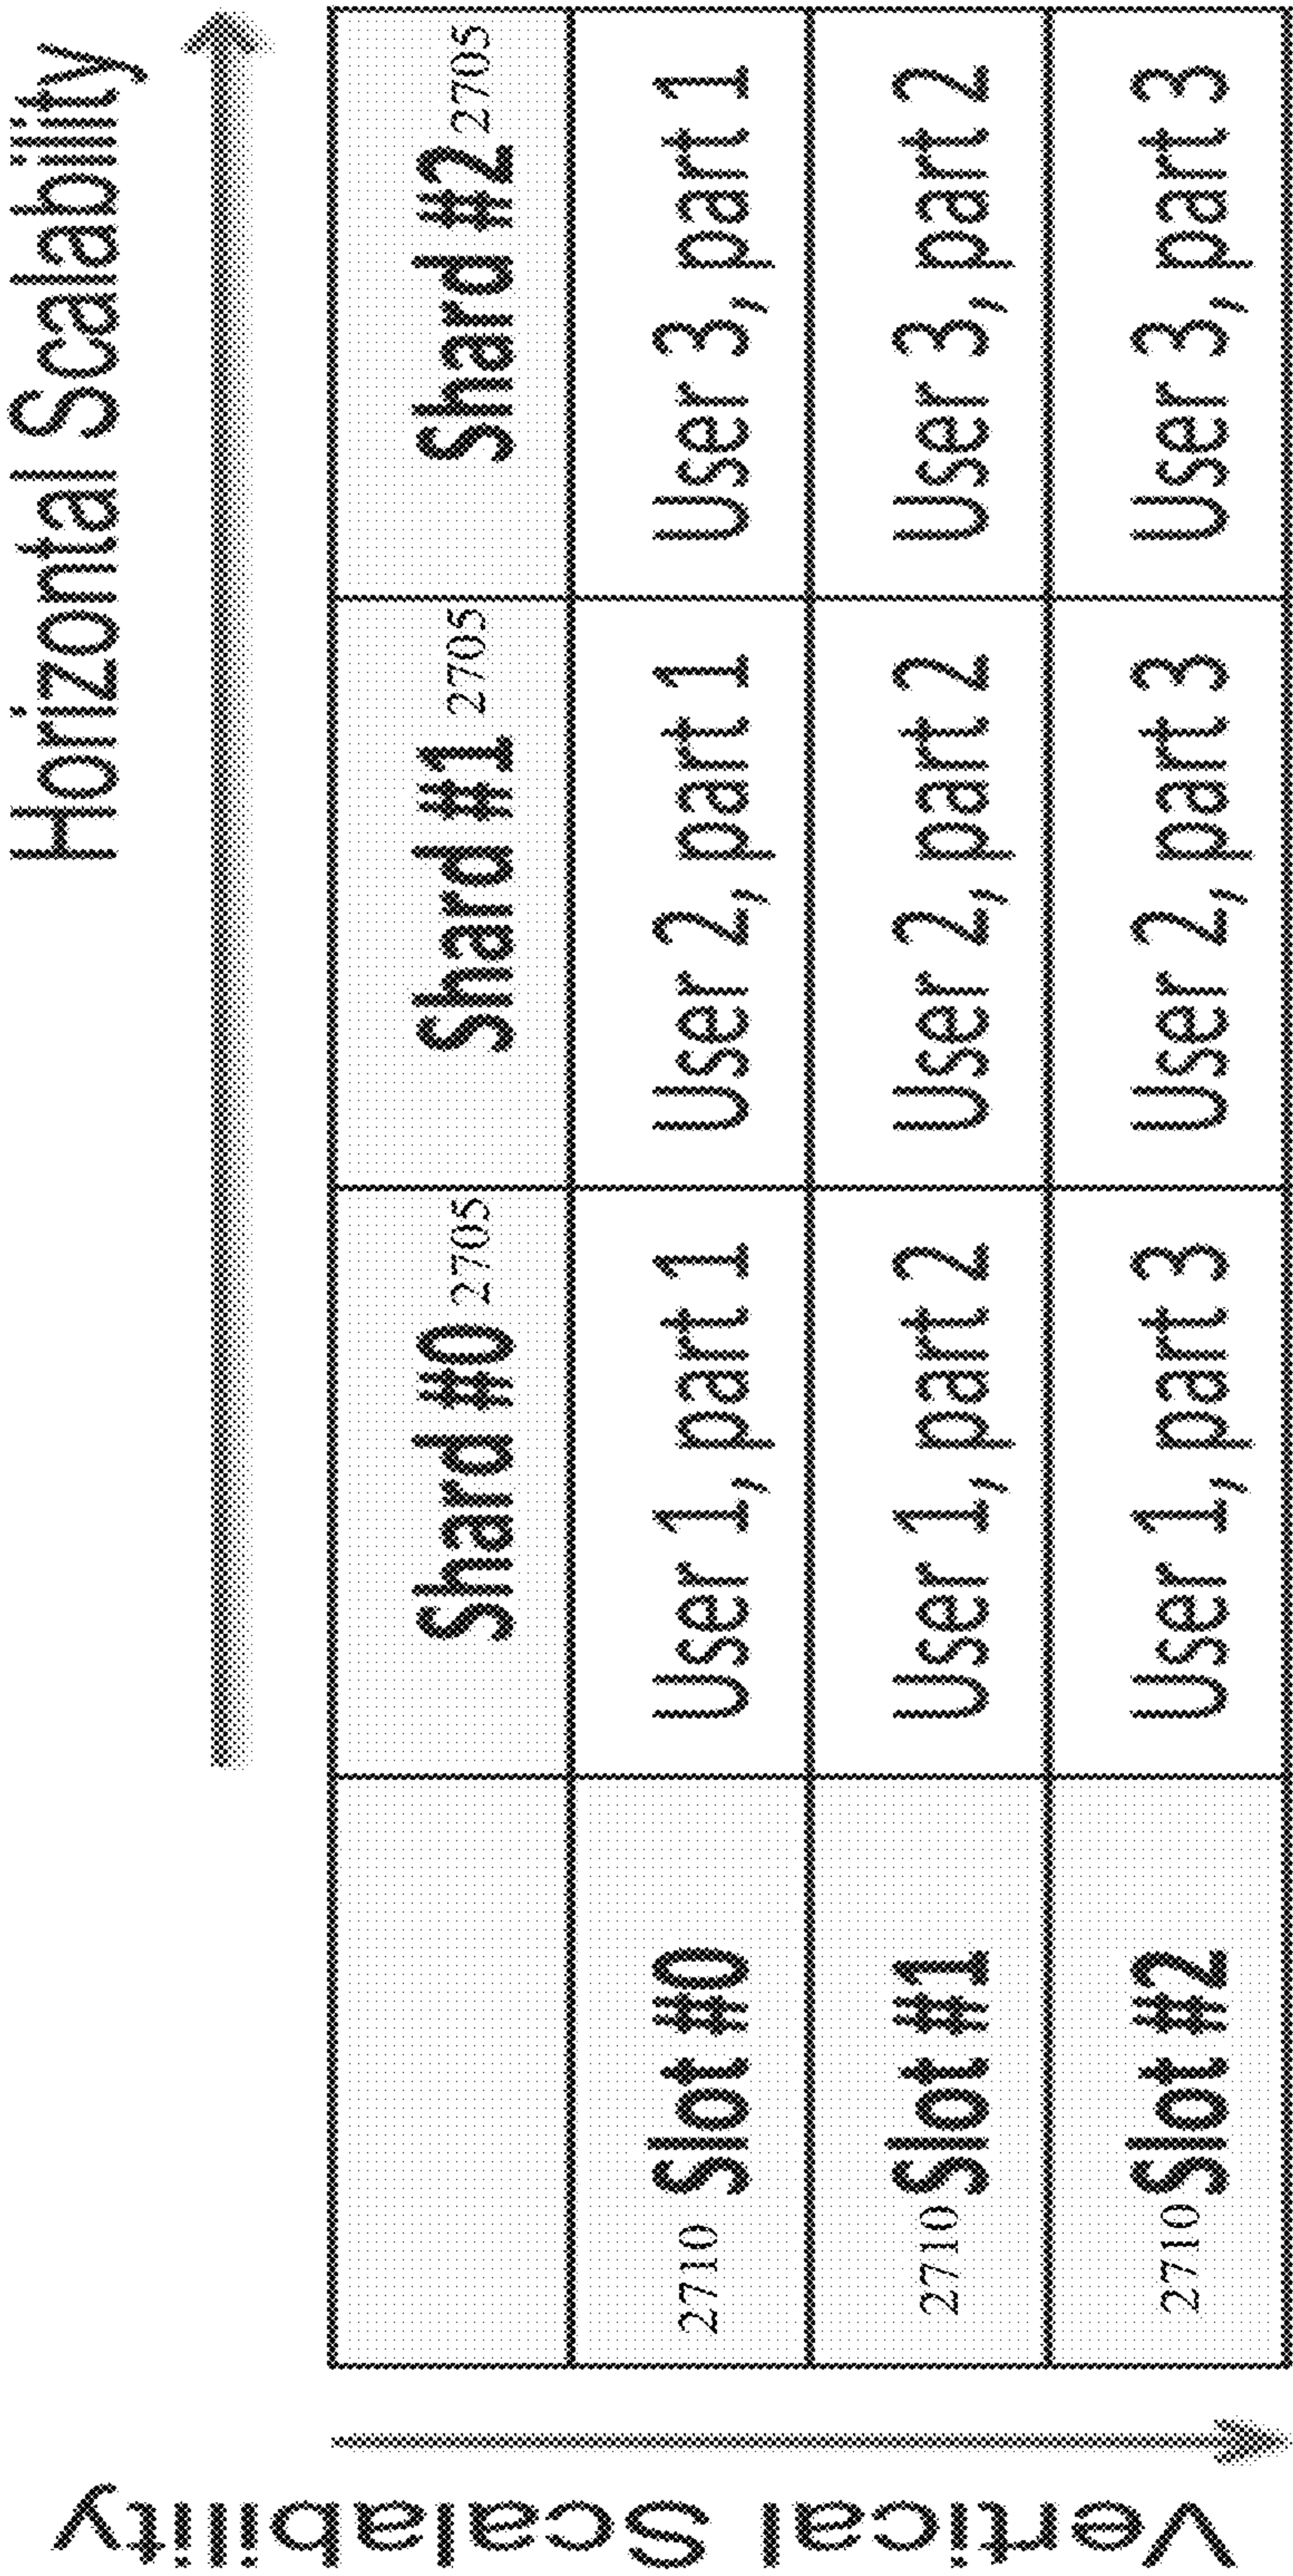 Horizontal Scalability
Vertical Scalability
Shard #0 2705
Shard #1 2705
Shard #2 2705
2710 Slot #0
User 1, part 1
User 2, part 1
User 3, part 1
2710 Slot #1
User 1, part 2
User 2, part 2
User 3, part 2
2710 Slot #2
User 1, part 3
User 2, part 3
User 3, part 3